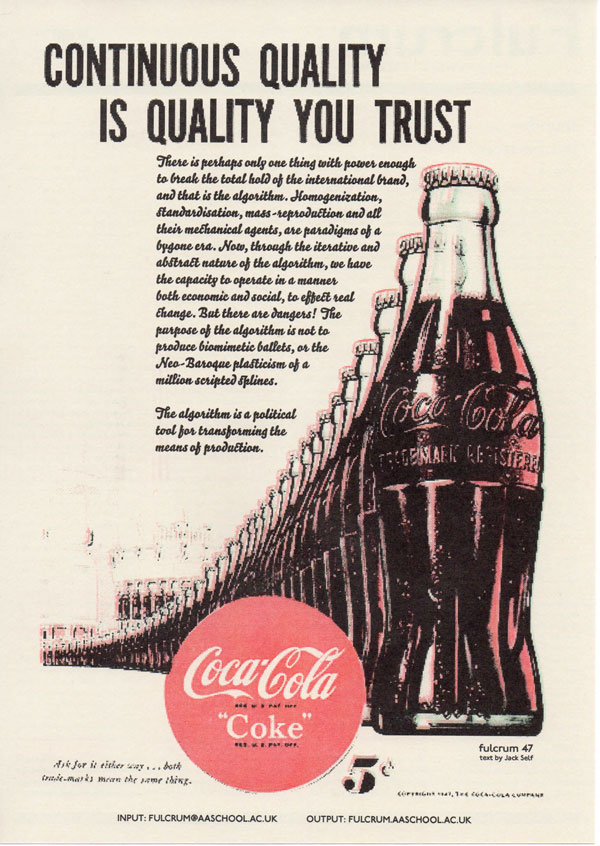 CONTINUOUS QUALITY
IS QUALITY YOU TRUST
There is perhaps only one thing with power enough
to break the total hold of the international brand,
and that is the algorithm. Homogenization,
standardisation, mass-reproduction and all
their mechanical agents, are paradigms of a
bygone era. Now, through the iterative and
abstract nature of the algorithm, we have
the capacity to operate in a manner
both economic and social, to effect real
change. But there are dangers! The
purpose of the algorithm is not to
produce biomimetic ballets, or the
Neo-Baroque plasticism of a
million scripted splines.
The algorithm is a political
tool for transforming the
means of production.
Coca-Cola
TRADE MARK REGISTERED
Coca-Cola
REG. U. S. PAT. OFF.
"Coke"
REG. U. S. PAT. OFF.
fulcrum 47
text by Jack Self
Ask for it either way . . . both
trade-marks mean the same thing.
5¢
COPYRIGHT 1947, THE COCA-COLA COMPANY
INPUT: FULCRUM@AASCHOOL.AC.UK OUTPUT: FULCRUM.AASCHOOL.AC.UK